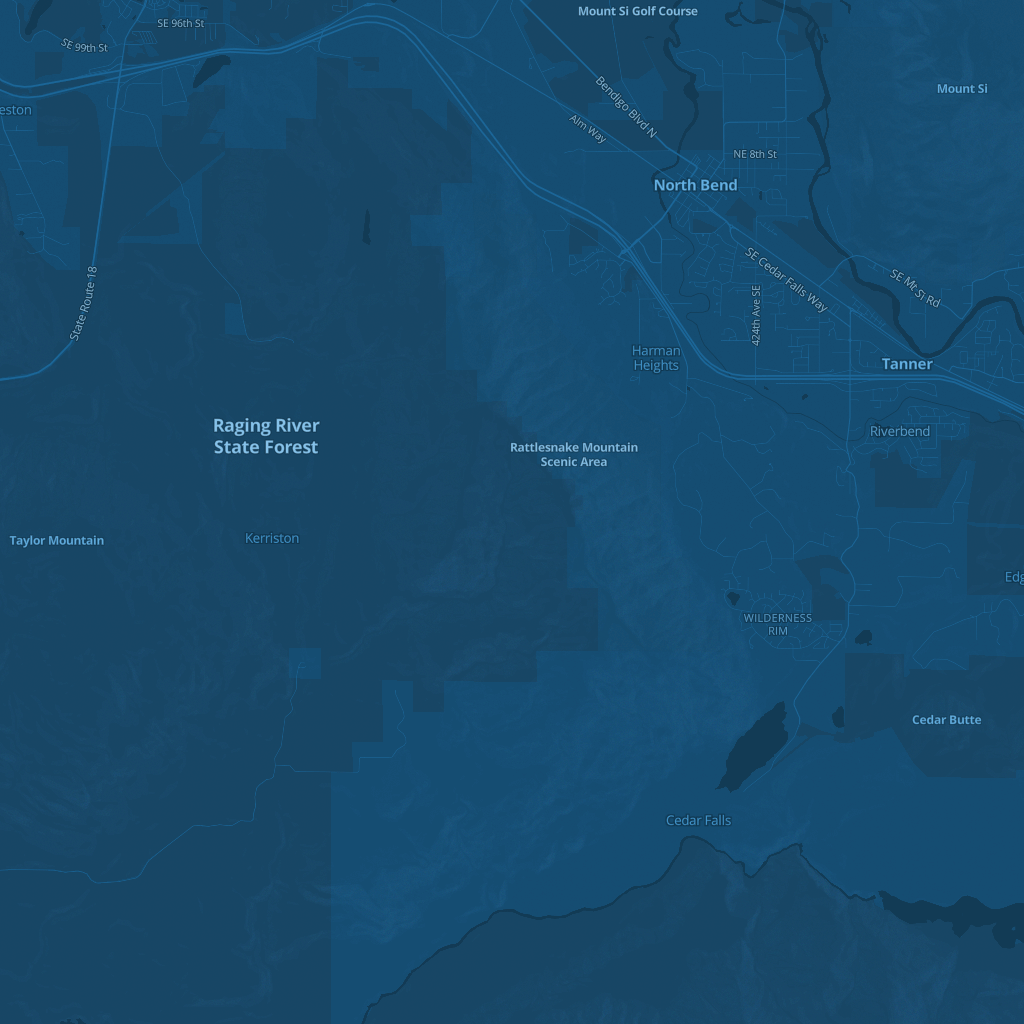 Mount Si Golf Course
SE 96th St
SE 99th St
Bendigo Blvd N
Mount Si
eston
Alm Way
NE 8th St
North Bend
State Route 18
SE Cedar Falls Way
SE Mt Si Rd
424th Ave SE
Harman
Heights
Tanner
Raging River
State Forest
Riverbend
Rattlesnake Mountain
Scenic Area
Taylor Mountain
Kerriston
Edg
WILDERNESS
RIM
Cedar Butte
Cedar Falls